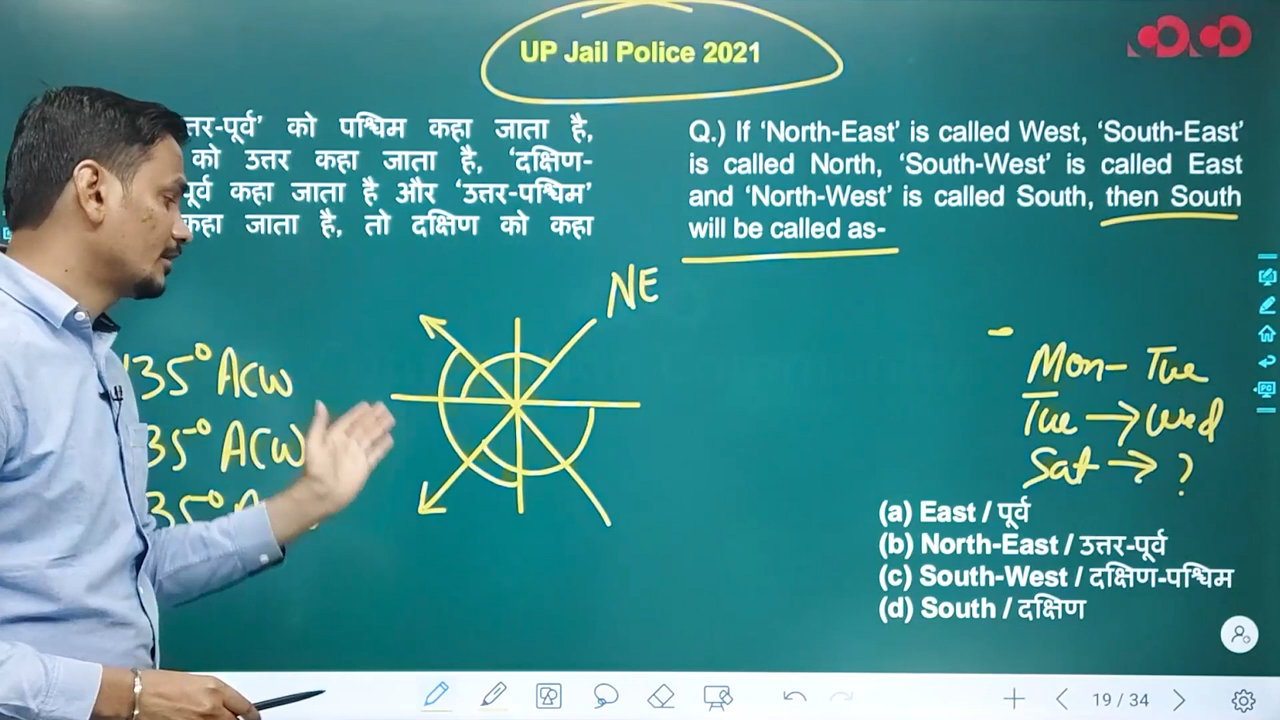 UP Jail Police 2021
त्तर-पूर्व’ को पश्चिम कहा जाता है,
को उत्तर कहा जाता है, ‘दक्षिण-
पूर्व कहा जाता है और ‘उत्तर-पश्चिम’
कहा जाता है, तो दक्षिण को कहा
Q.) If ‘North-East’ is called West, ‘South-East’
is called North, ‘South-West’ is called East
and ‘North-West’ is called South, then South
will be called as-
NE
135° ACW
35° ACW
35°
Mon- Tue
Tue → Wed
Sat → ?
(a) East / पूर्व
(b) North-East / उत्तर-पूर्व
(c) South-West / दक्षिण-पश्चिम
(d) South / दक्षिण
19 / 34